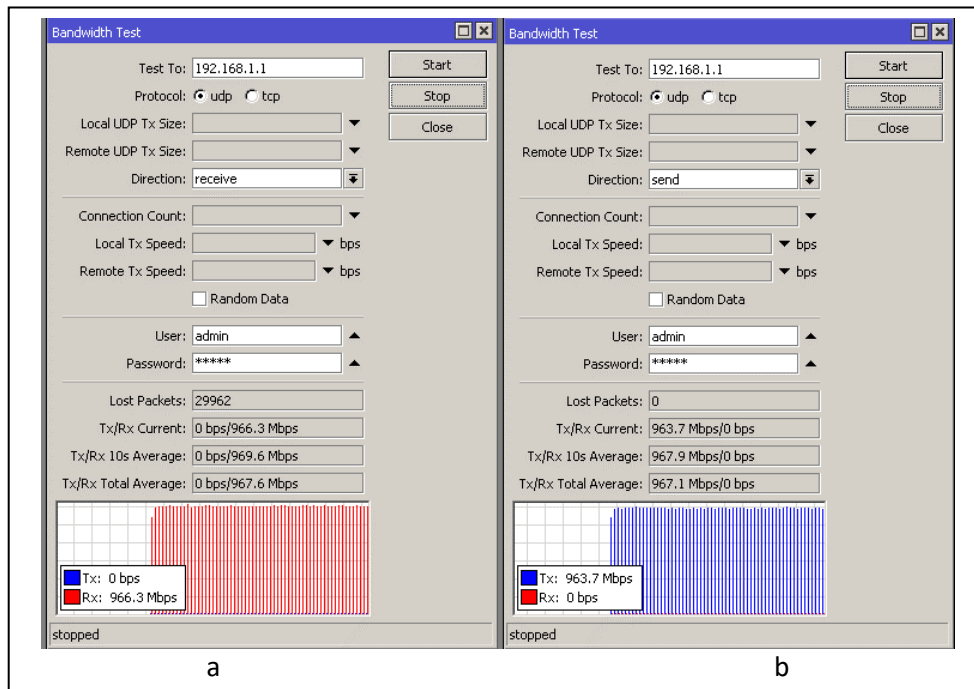 Bandwidth Test
Test To: 192.168.1.1
Start
Protocol: udp tcp
Stop
Local UDP Tx Size:
Close
Remote UDP Tx Size:
Direction: receive
Connection Count:
Local Tx Speed: bps
Remote Tx Speed: bps
Random Data
User: admin
Password: *****
Lost Packets: 29962
Tx/Rx Current: 0 bps/966.3 Mbps
Tx/Rx 10s Average: 0 bps/969.6 Mbps
Tx/Rx Total Average: 0 bps/967.6 Mbps
Tx: 0 bps
Rx: 966.3 Mbps
stopped
a
Bandwidth Test
Test To: 192.168.1.1
Start
Protocol: udp tcp
Stop
Local UDP Tx Size:
Close
Remote UDP Tx Size:
Direction: send
Connection Count:
Local Tx Speed: bps
Remote Tx Speed: bps
Random Data
User: admin
Password: *****
Lost Packets: 0
Tx/Rx Current: 963.7 Mbps/0 bps
Tx/Rx 10s Average: 967.9 Mbps/0 bps
Tx/Rx Total Average: 967.1 Mbps/0 bps
Tx: 963.7 Mbps
Rx: 0 bps
stopped
b